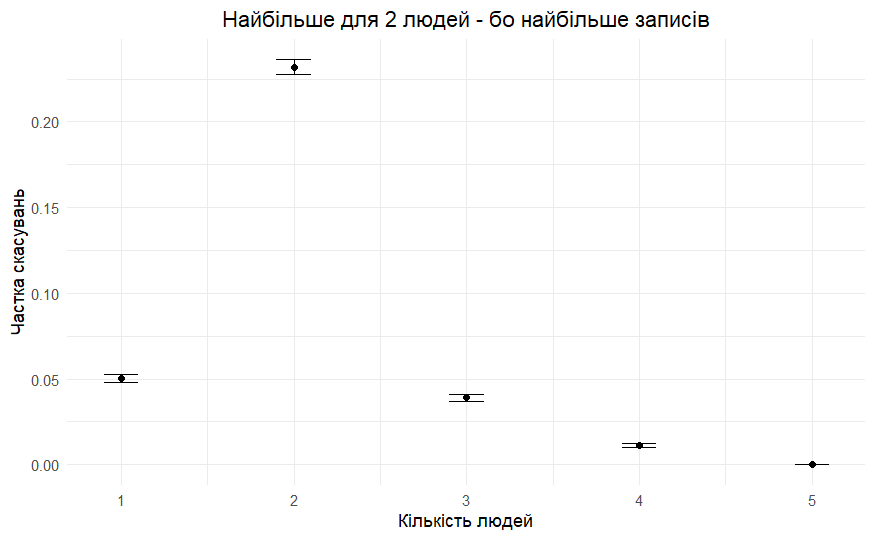 Найбільше для 2 людей - бо найбільше записів
Частка скасувань
0.20
0.15
0.10
0.05
0.00
1 2 3 4 5
Кількість людей